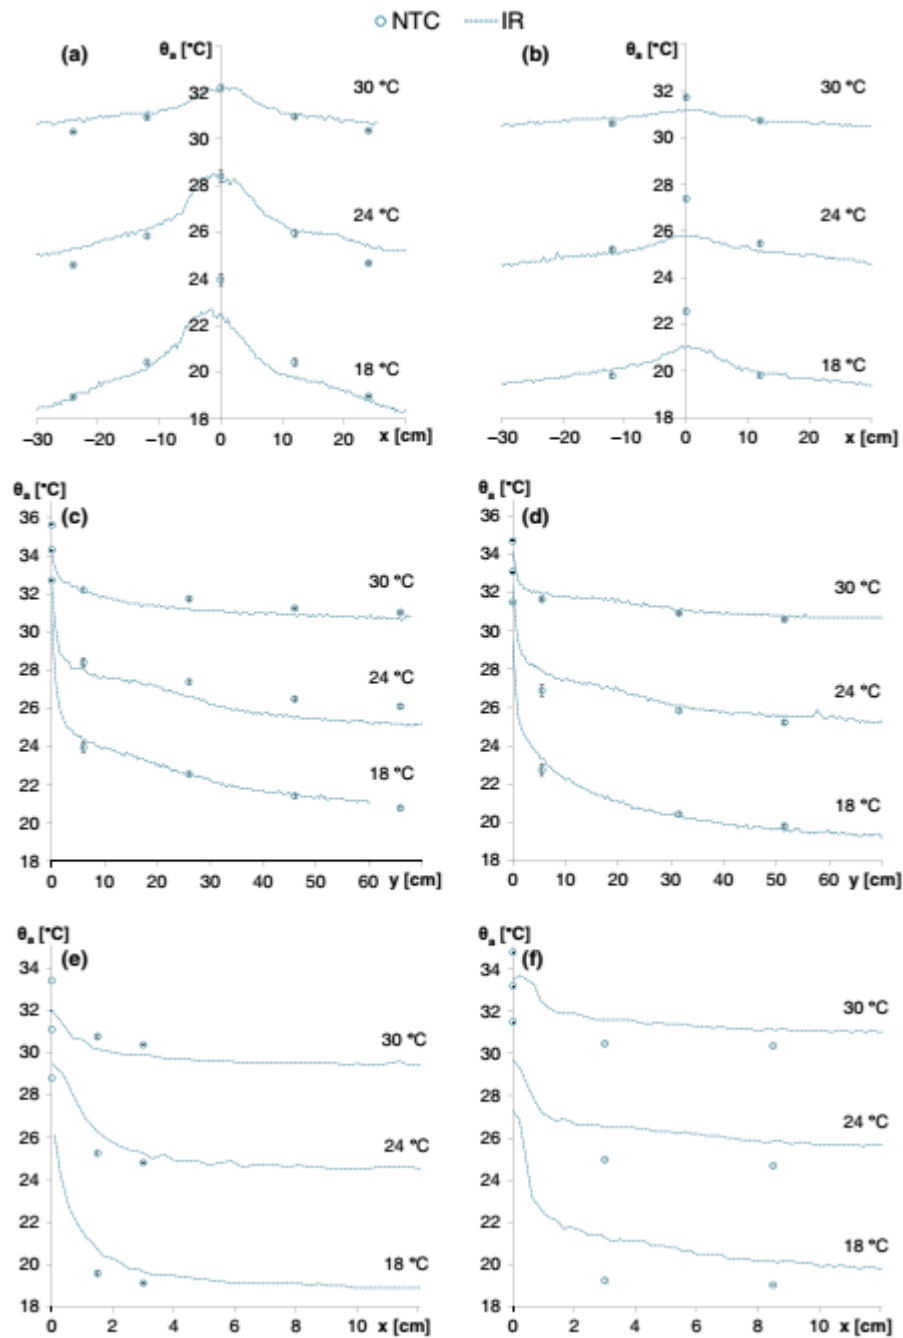 NTC IR
(a) θa [°C]
32
30
28
26
24
22
20
18
30 °C
24 °C
18 °C
–30 –20 –10 0 10 20 x [cm]
(b) θa [°C]
32
30
28
26
24
22
20
18
30 °C
24 °C
18 °C
–30 –20 –10 0 10 20 x [cm]
θa [°C]
(c)
36
34
32
30
28
26
24
22
20
18
30 °C
24 °C
18 °C
0 10 20 30 40 50 60 y [cm]
θa [°C]
(d)
36
34
32
30
28
26
24
22
20
18
30 °C
24 °C
18 °C
0 10 20 30 40 50 60 y [cm]
θa [°C]
(e)
34
32
30
28
26
24
22
20
18
30 °C
24 °C
18 °C
0 2 4 6 8 10 x [cm]
θa [°C]
(f)
34
32
30
28
26
24
22
20
18
30 °C
24 °C
18 °C
0 2 4 6 8 10 x [cm]